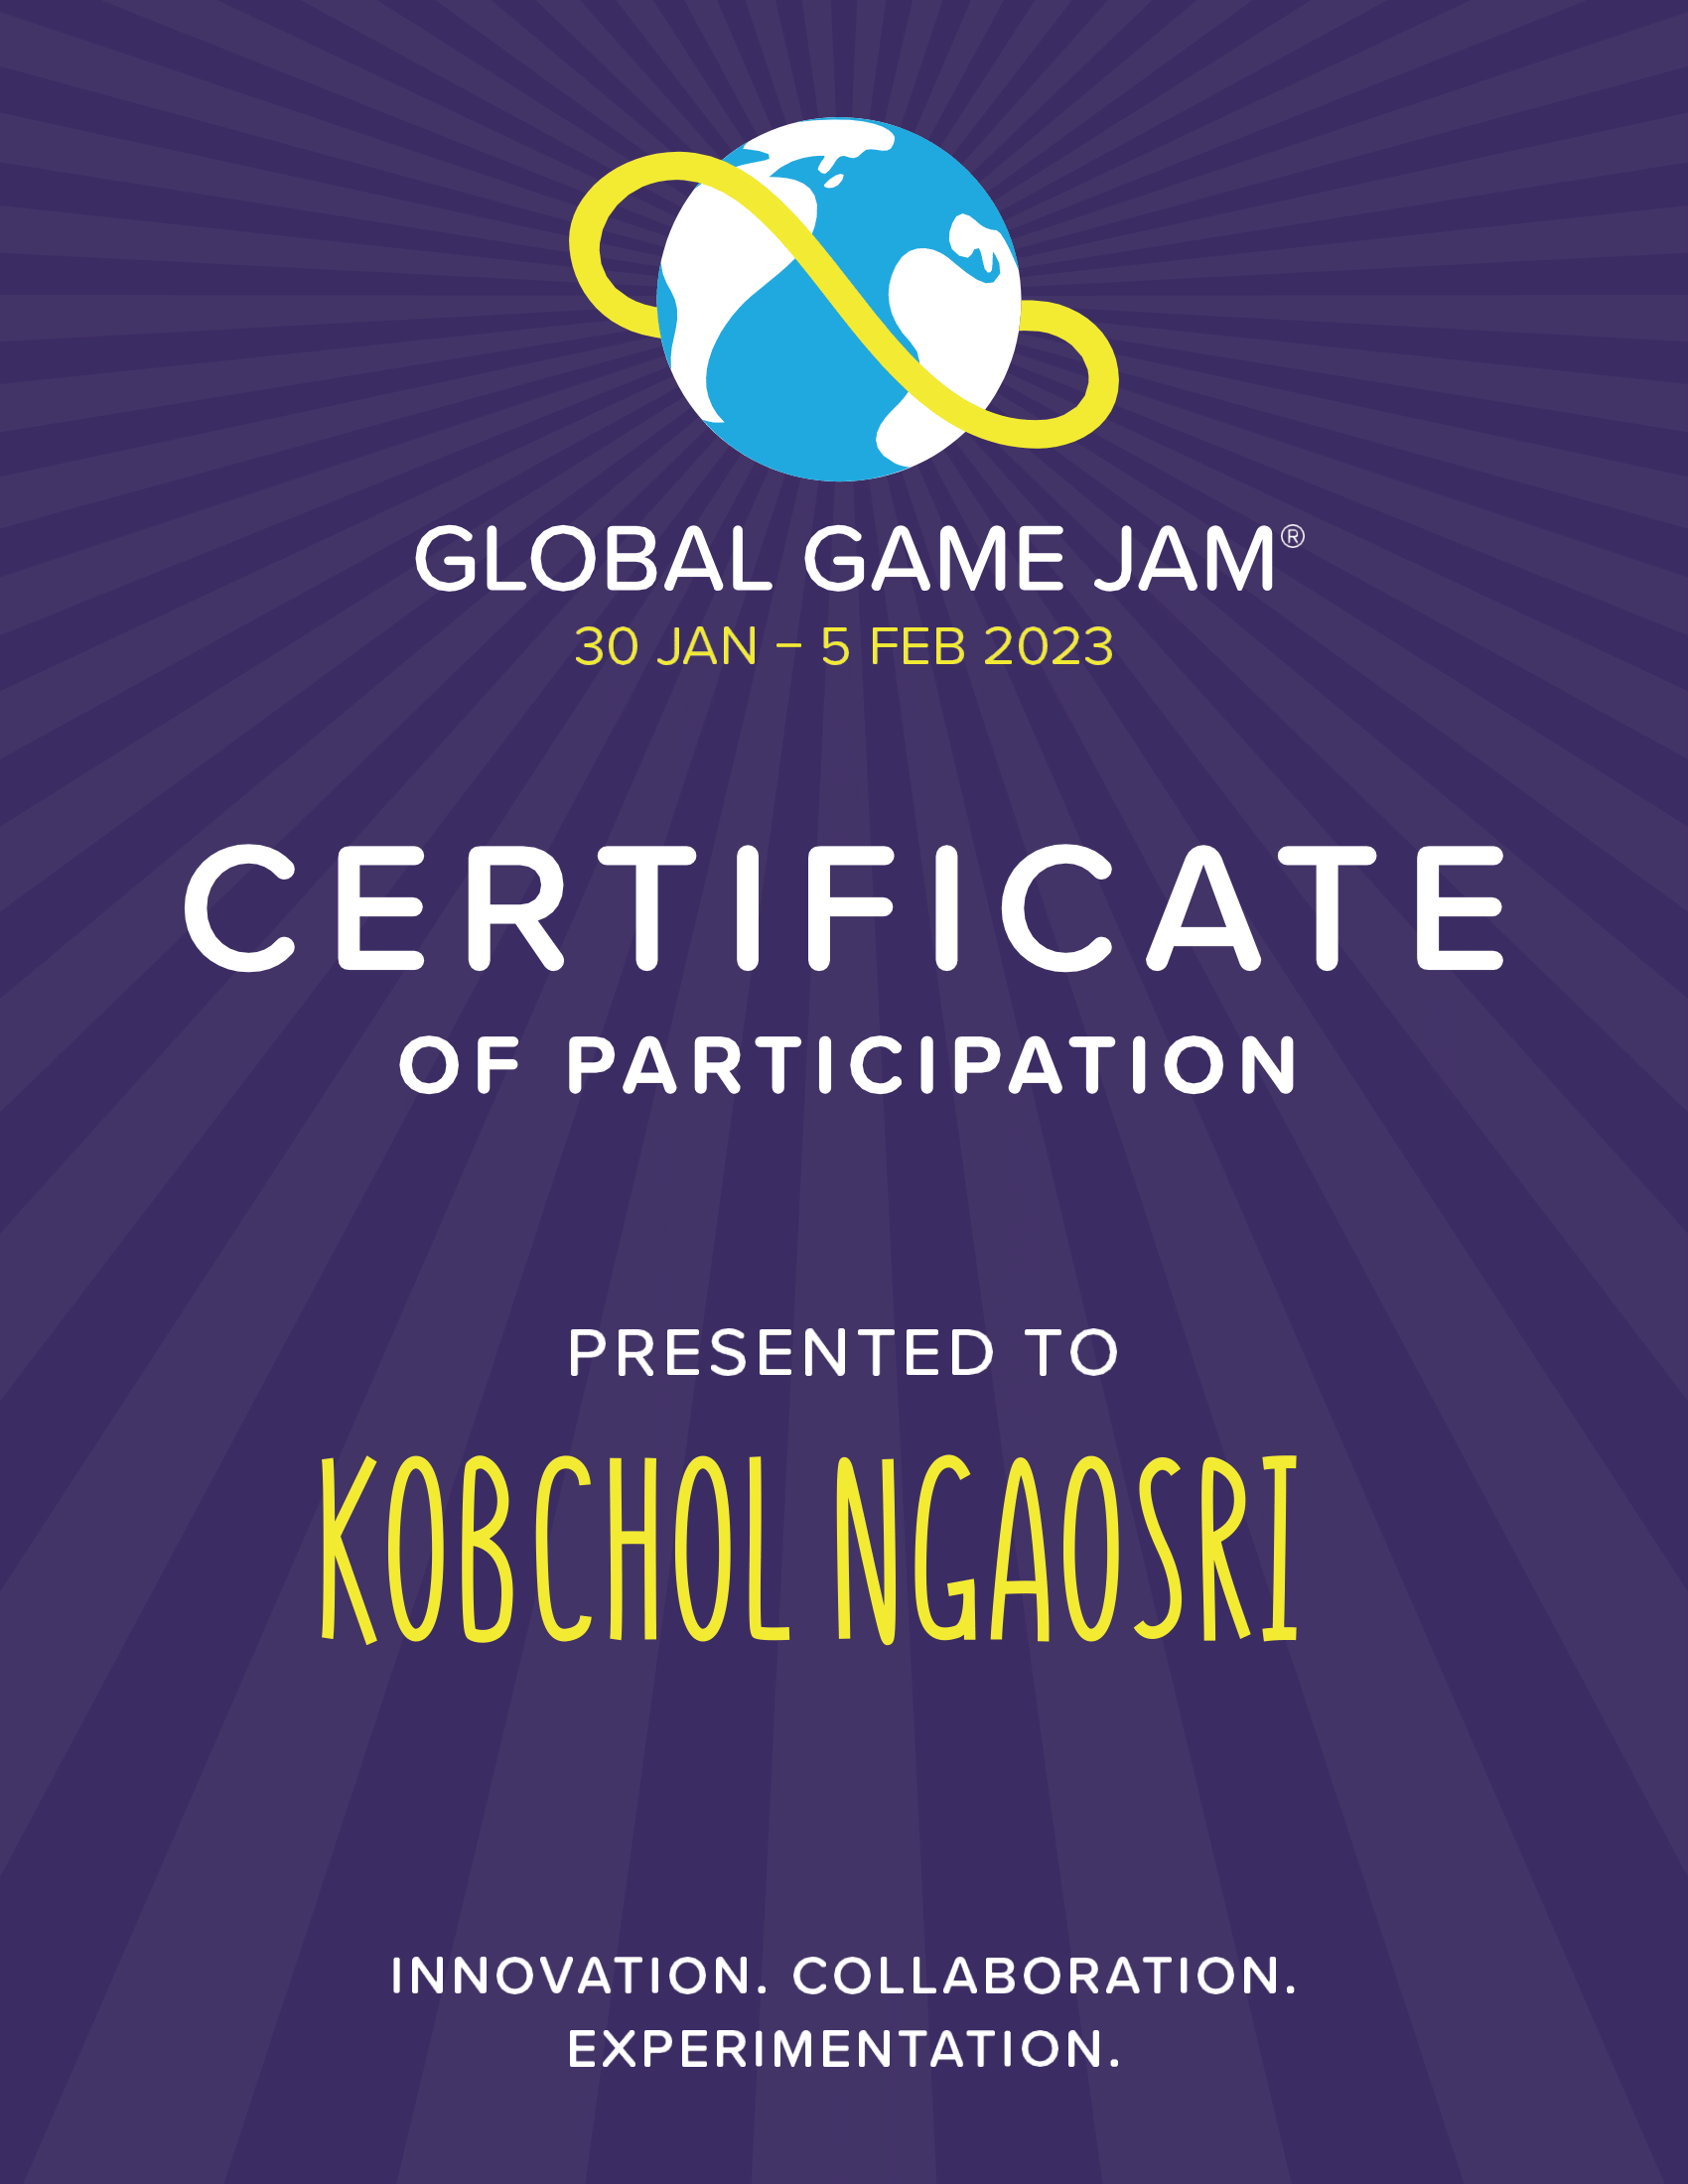 GLOBAL GAME JAM®
30 JAN – 5 FEB 2023
CERTIFICATE
OF PARTICIPATION
PRESENTED TO
KOBCHOL NGAOSRI
INNOVATION. COLLABORATION.
EXPERIMENTATION.